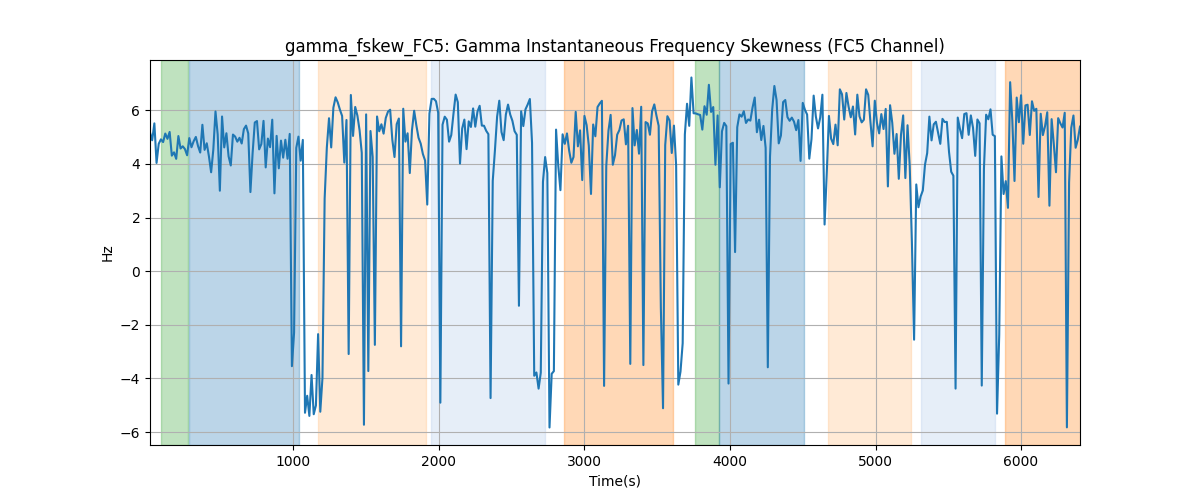 gamma_fskew_FC5: Gamma Instantaneous Frequency Skewness (FC5 Channel)
6
4
2
0
−2
−4
−6
Hz
1000 2000 3000 4000 5000 6000
Time(s)